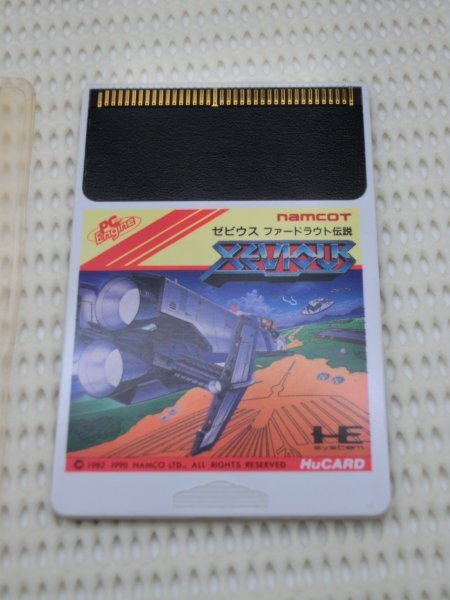 PC Engine
namcot
ゼビウス ファードラウト伝説
XEVIOUS
HE
system
© 1982 1990 NAMCO LTD., ALL RIGHTS RESERVED
HuCARD